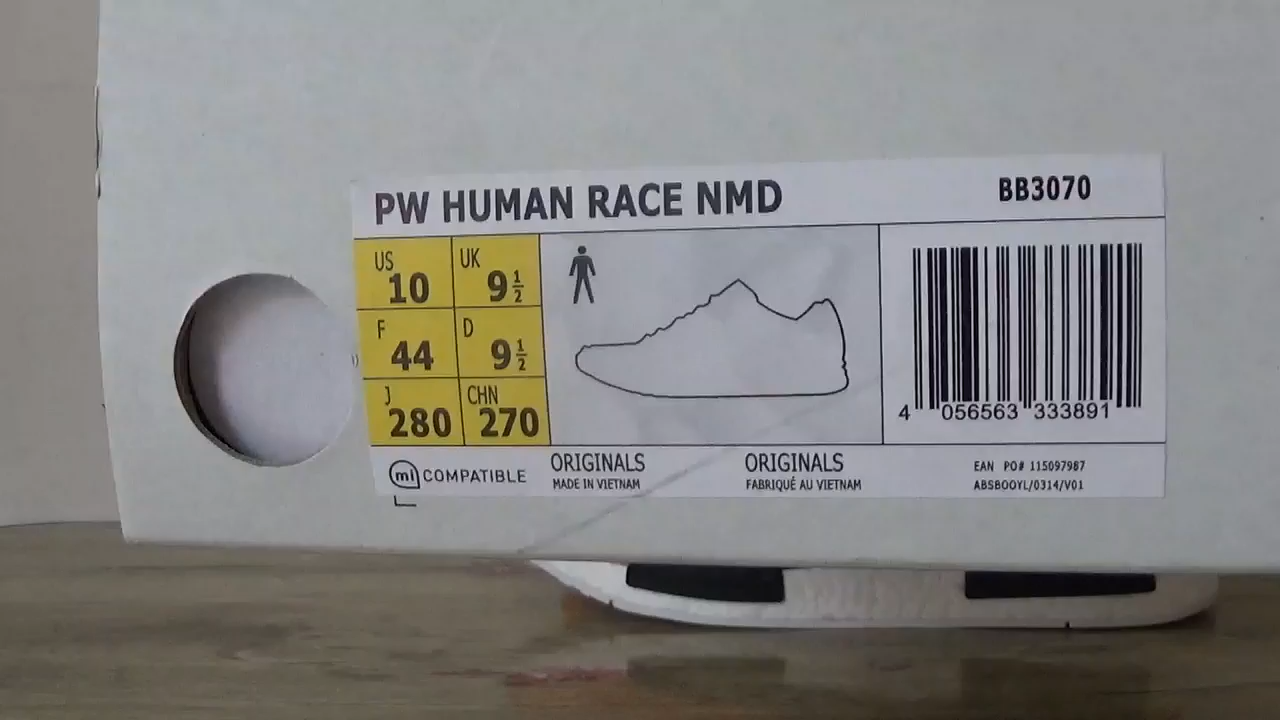 PW HUMAN RACE NMD
BB3070
US 10
UK 9½
F 44
D 9½
J 280
CHN 270
4 056563 333891
mi COMPATIBLE
ORIGINALS
MADE IN VIETNAM
ORIGINALS
FABRIQUÉ AU VIETNAM
EAN PO# 115097987
ABSBOOYL/0314/V01